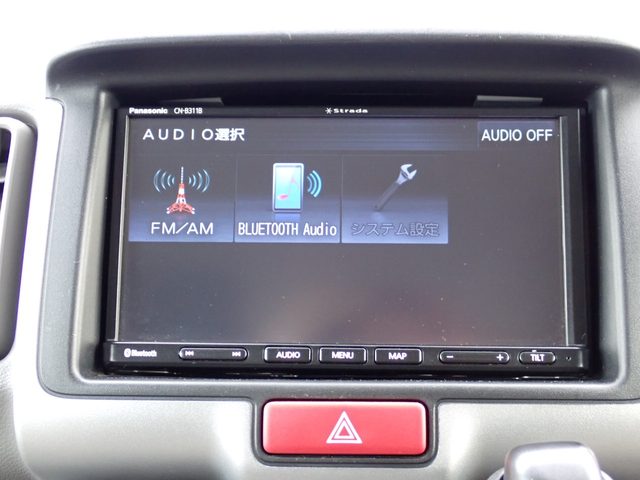 Panasonic CN-B311B Strada
AUDIO選択 AUDIO OFF
FM/AM BLUETOOTH Audio システム設定
Bluetooth AUDIO MENU MAP - + TILT